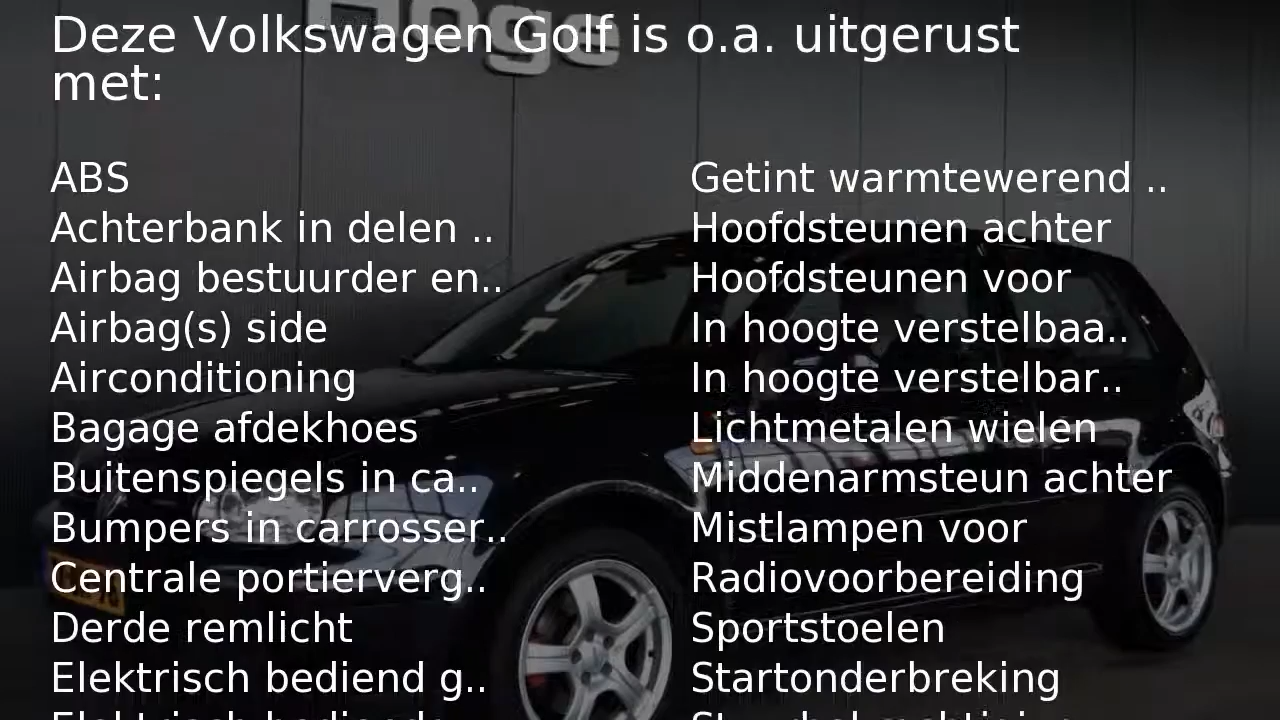 Hoge
Deze Volkswagen Golf is o.a. uitgerust
met:
ABS
Achterbank in delen ..
Airbag bestuurder en..
Airbag(s) side
Airconditioning
Bagage afdekhoes
Buitenspiegels in ca..
Bumpers in carrosser..
Centrale portierverg..
Derde remlicht
Elektrisch bediend g..
Getint warmtewerend ..
Hoofdsteunen achter
Hoofdsteunen voor
In hoogte verstelbaa..
In hoogte verstelbar..
Lichtmetalen wielen
Middenarmsteun achter
Mistlampen voor
Radiovoorbereiding
Sportstoelen
Startonderbreking